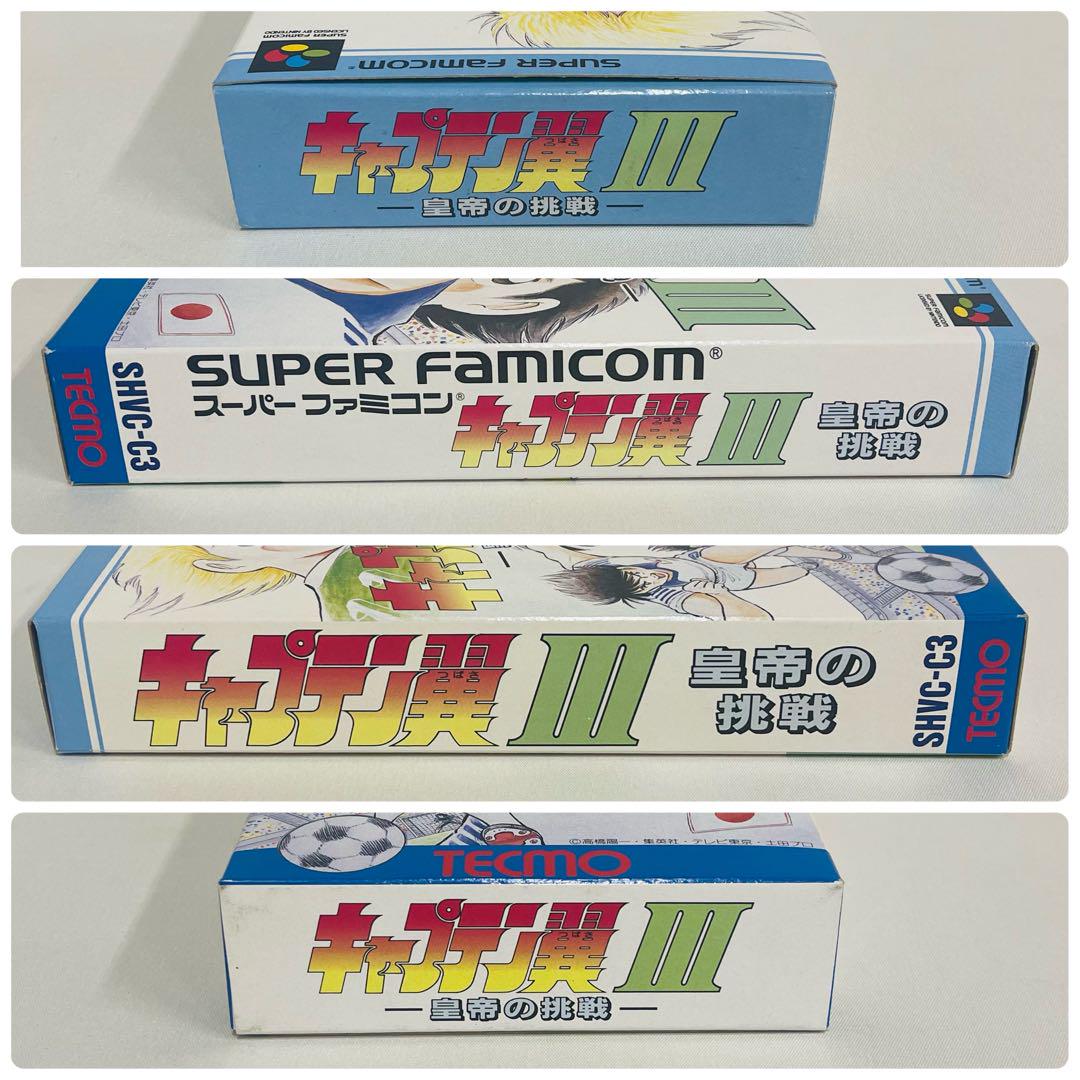 SUPER FAMICOM
LICENSED BY NINTENDO
SUPER FAMICOM®
キャプテン翼 III
つばさ
皇帝の挑戦
III
SUPER FAMICOM
SUPER FAMICOM®
スーパーファミコン®
TECMO
SHVC-C3
キャプテン翼 III
つばさ
皇帝の
挑戦
キャプテン翼 III
つばさ
皇帝の
挑戦
SHVC-C3
TECMO
©高橋陽一・集英社・テレビ東京・土田プロ
TECMO
キャプテン翼 III
つばさ
皇帝の挑戦